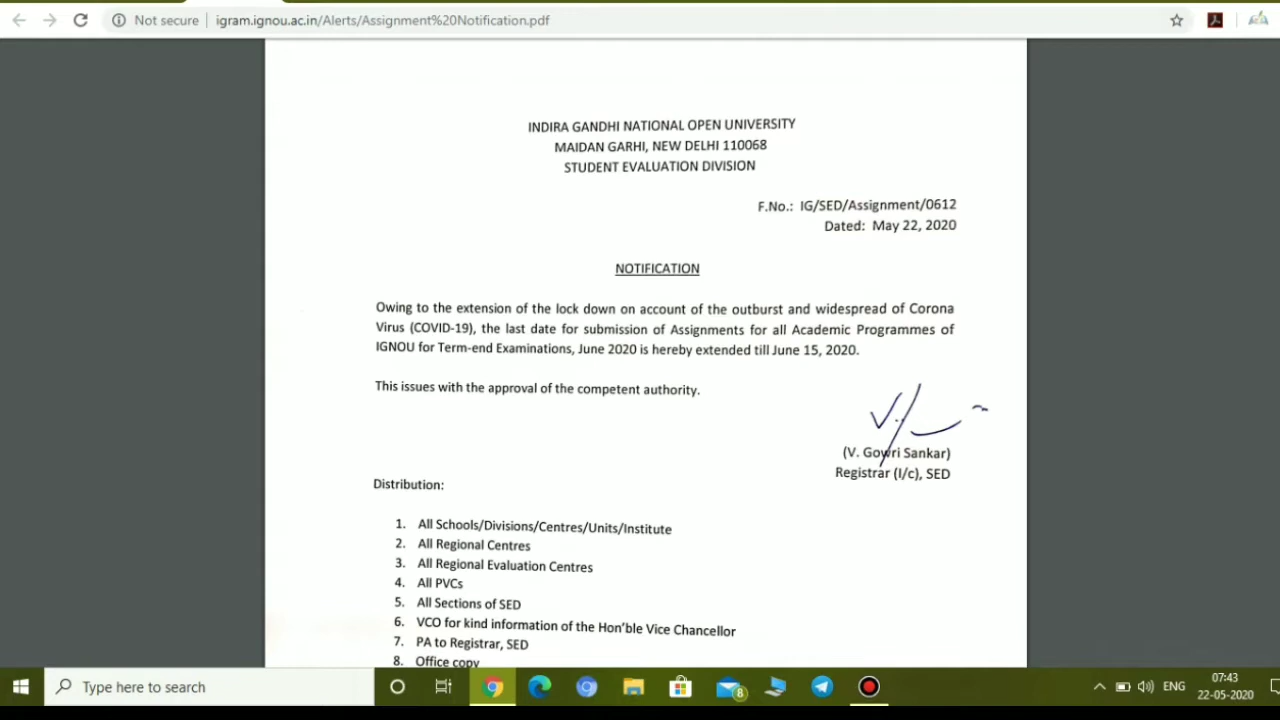 Not secure
igram.ignou.ac.in/Alerts/Assignment%20Notification.pdf
INDIRA GANDHI NATIONAL OPEN UNIVERSITY
MAIDAN GARHI, NEW DELHI 110068
STUDENT EVALUATION DIVISION
F.No.: IG/SED/Assignment/0612
Dated: May 22, 2020
NOTIFICATION
Owing to the extension of the lock down on account of the outburst and widespread of Corona
Virus (COVID-19), the last date for submission of Assignments for all Academic Programmes of
IGNOU for Term-end Examinations, June 2020 is hereby extended till June 15, 2020.
This issues with the approval of the competent authority.
(V. Gowri Sankar)
Registrar (I/c), SED
Distribution:
1. All Schools/Divisions/Centres/Units/Institute
2. All Regional Centres
3. All Regional Evaluation Centres
4. All PVCs
5. All Sections of SED
6. VCO for kind information of the Hon'ble Vice Chancellor
7. PA to Registrar, SED
8. Office copy
Type here to search
8
ENG
07:43
22-05-2020